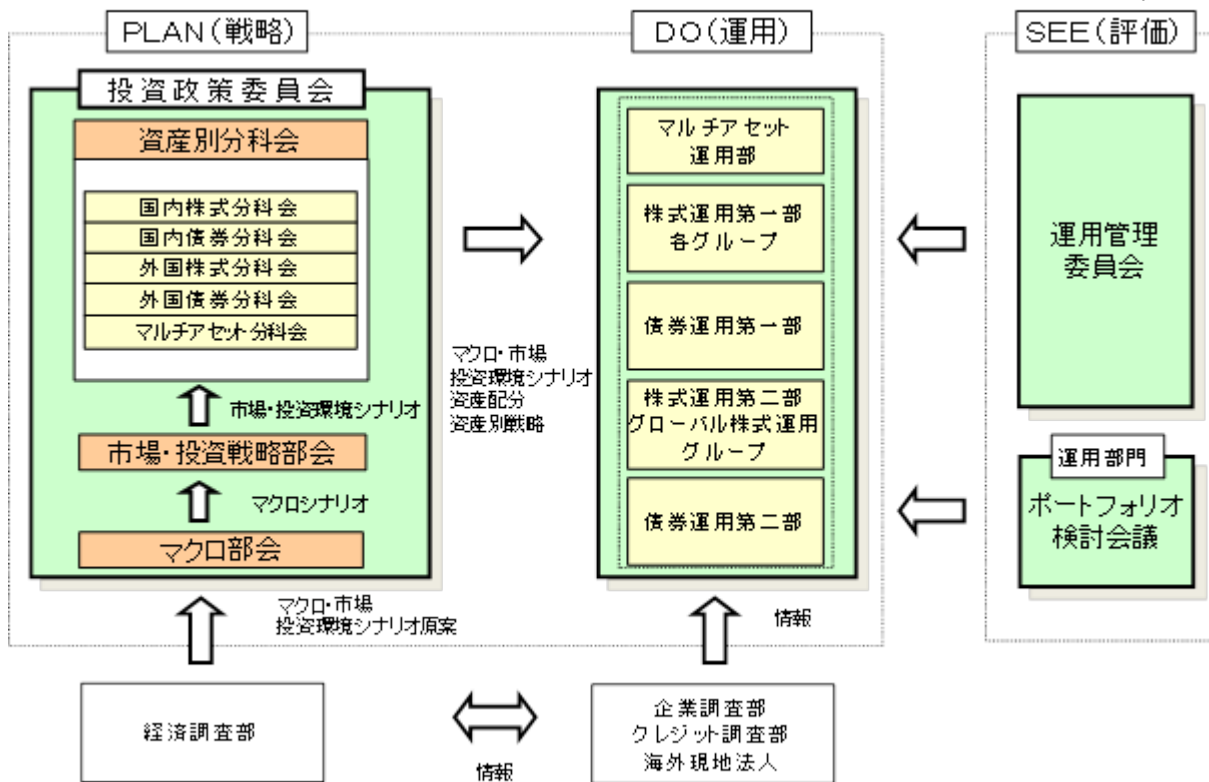 PLAN(戦略)
投資政策委員会
資産別分科会
国内株式分科会
国内債券分科会
外国株式分科会
外国債券分科会
マルチアセット分科会
市場・投資環境シナリオ
市場・投資戦略部会
マクロシナリオ
マクロ部会
マクロ・市場
投資環境シナリオ原案
経済調査部
マクロ・市場
投資環境シナリオ
資産配分
資産別戦略
DO(運用)
マルチアセット
運用部
株式運用第一部
各グループ
債券運用第一部
株式運用第二部
グローバル株式運用
グループ
債券運用第二部
情報
情報
企業調査部
クレジット調査部
海外現地法人
SEE(評価)
運用管理
委員会
運用部門
ポートフォリオ
検討会議